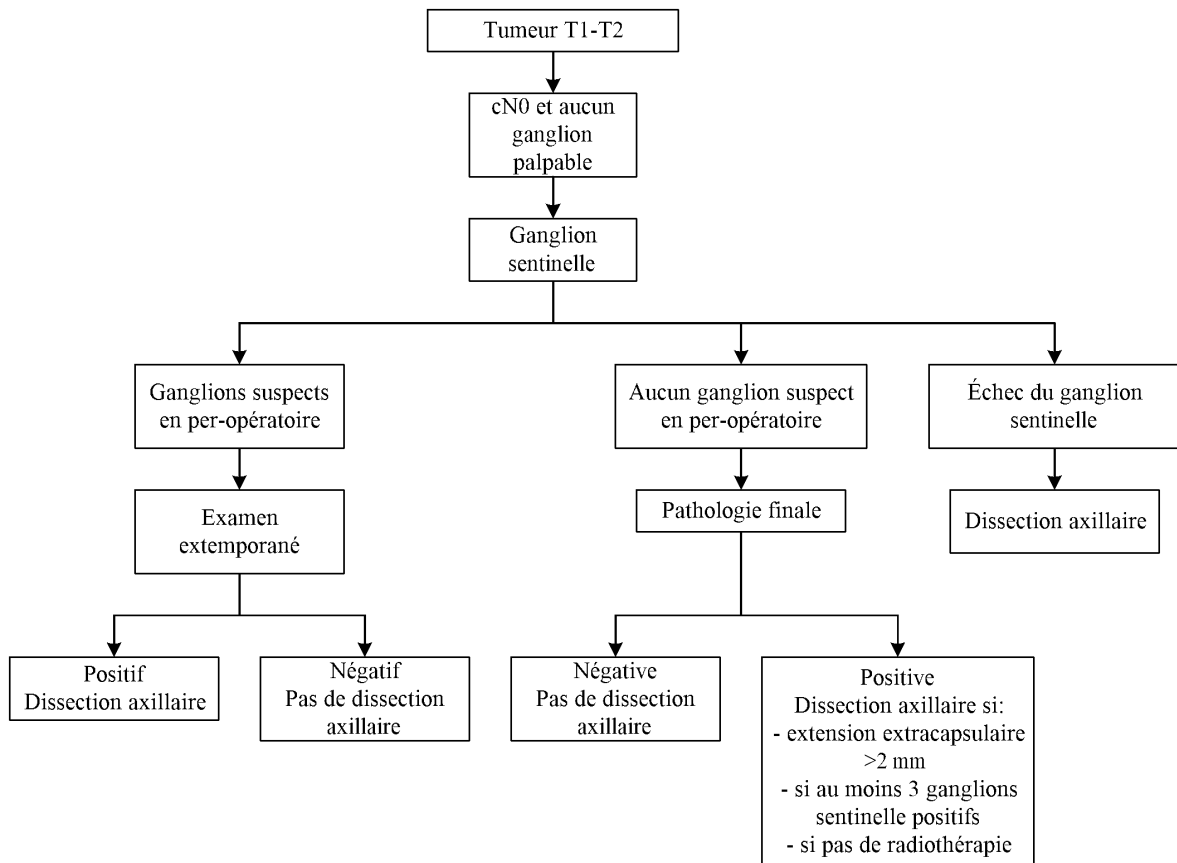 Tumeur T1-T2
cN0 et aucun
ganglion
palpable
Ganglion
sentinelle
Ganglions suspects
en per-opératoire
Aucun ganglion suspect
en per-opératoire
Échec du ganglion
sentinelle
Examen
extemporané
Pathologie finale
Dissection axillaire
Positif
Dissection axillaire
Négatif
Pas de dissection
axillaire
Négative
Pas de dissection
axillaire
Positive
Dissection axillaire si:
- extension extracapsulaire
>2 mm
- si au moins 3 ganglions
sentinelle positifs
- si pas de radiothérapie